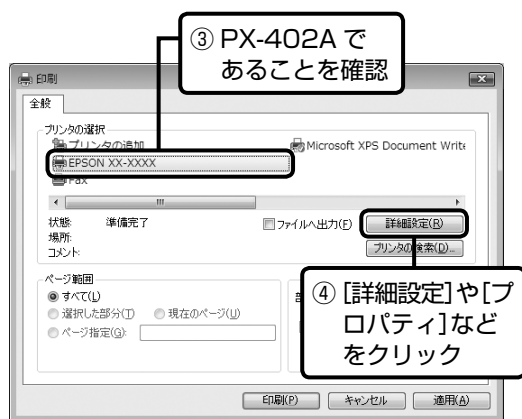 ③ PX-402A で
あることを確認
印刷
全般
プリンタの選択
プリンタの追加
Microsoft XPS Document Write
EPSON XX-XXXX
Fax
状態: 準備完了
ファイルへ出力(F)
詳細設定(R)
場所:
プリンタの検索(D)...
コメント:
ページ範囲
すべて(L)
選択した部分(T)
現在のページ(U)
ページ指定(G):
④ [詳細設定]や[プ
ロパティ]など
をクリック
印刷(P)
キャンセル
適用(A)